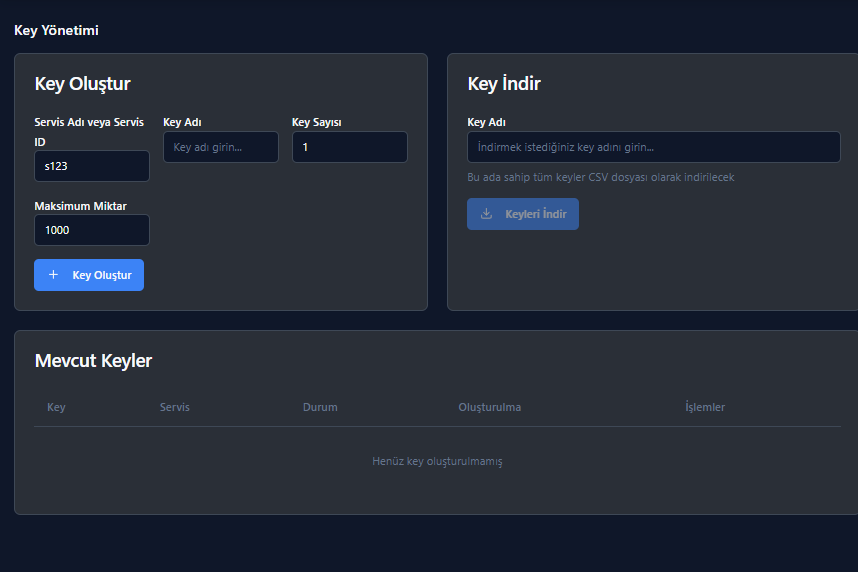 Key Yönetimi
Key Oluştur
Servis Adı veya Servis
ID
s123
Key Adı
Key adı girin...
Key Sayısı
1
Maksimum Miktar
1000
+ Key Oluştur
Key İndir
Key Adı
İndirmek istediğiniz key adını girin...
Bu ada sahip tüm keyler CSV dosyası olarak indirilecek
Keyleri İndir
Mevcut Keyler
Key Servis Durum Oluşturulma İşlemler
Henüz key oluşturulmamış